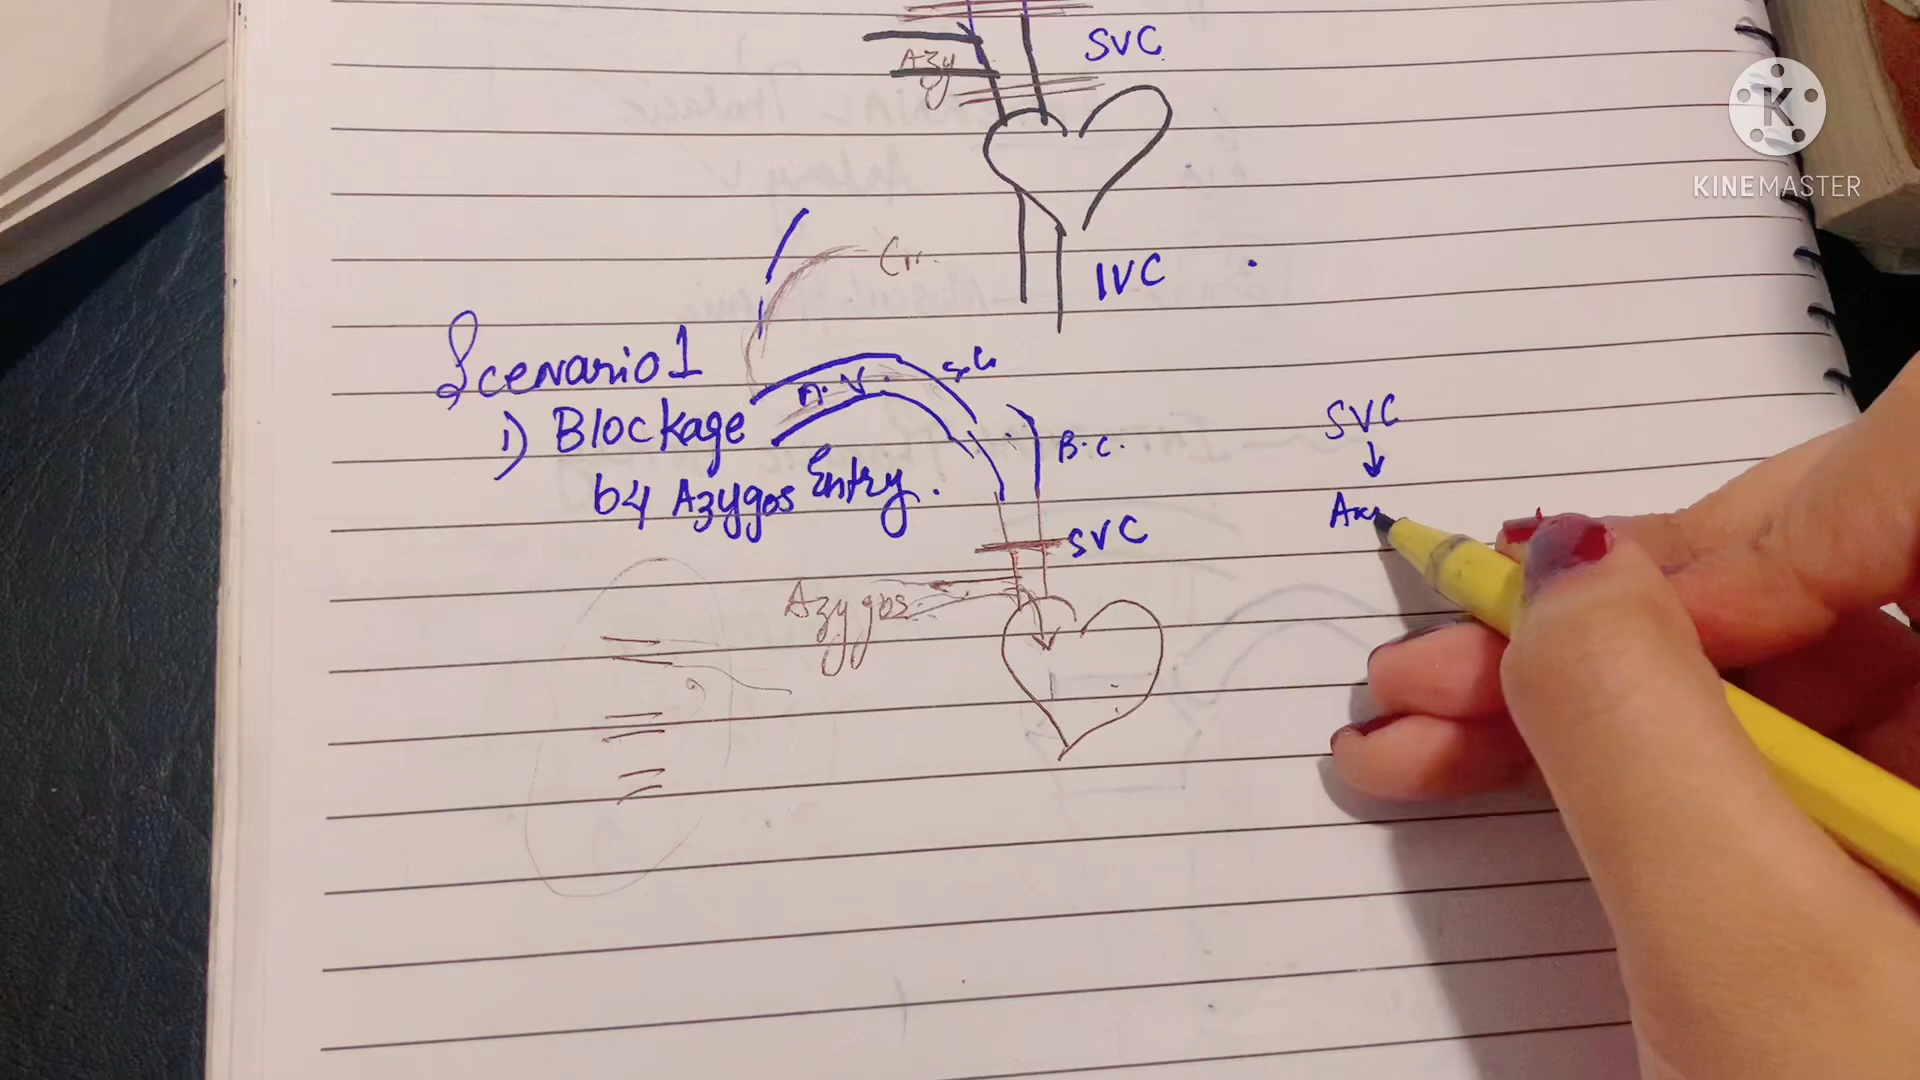 SVC
Azy
KINEMASTER
IVC
Scenario 1
S.C
1) Blockage
A.V.
SVC
B.C.
by Azygos Entry.
SVC
Azygos